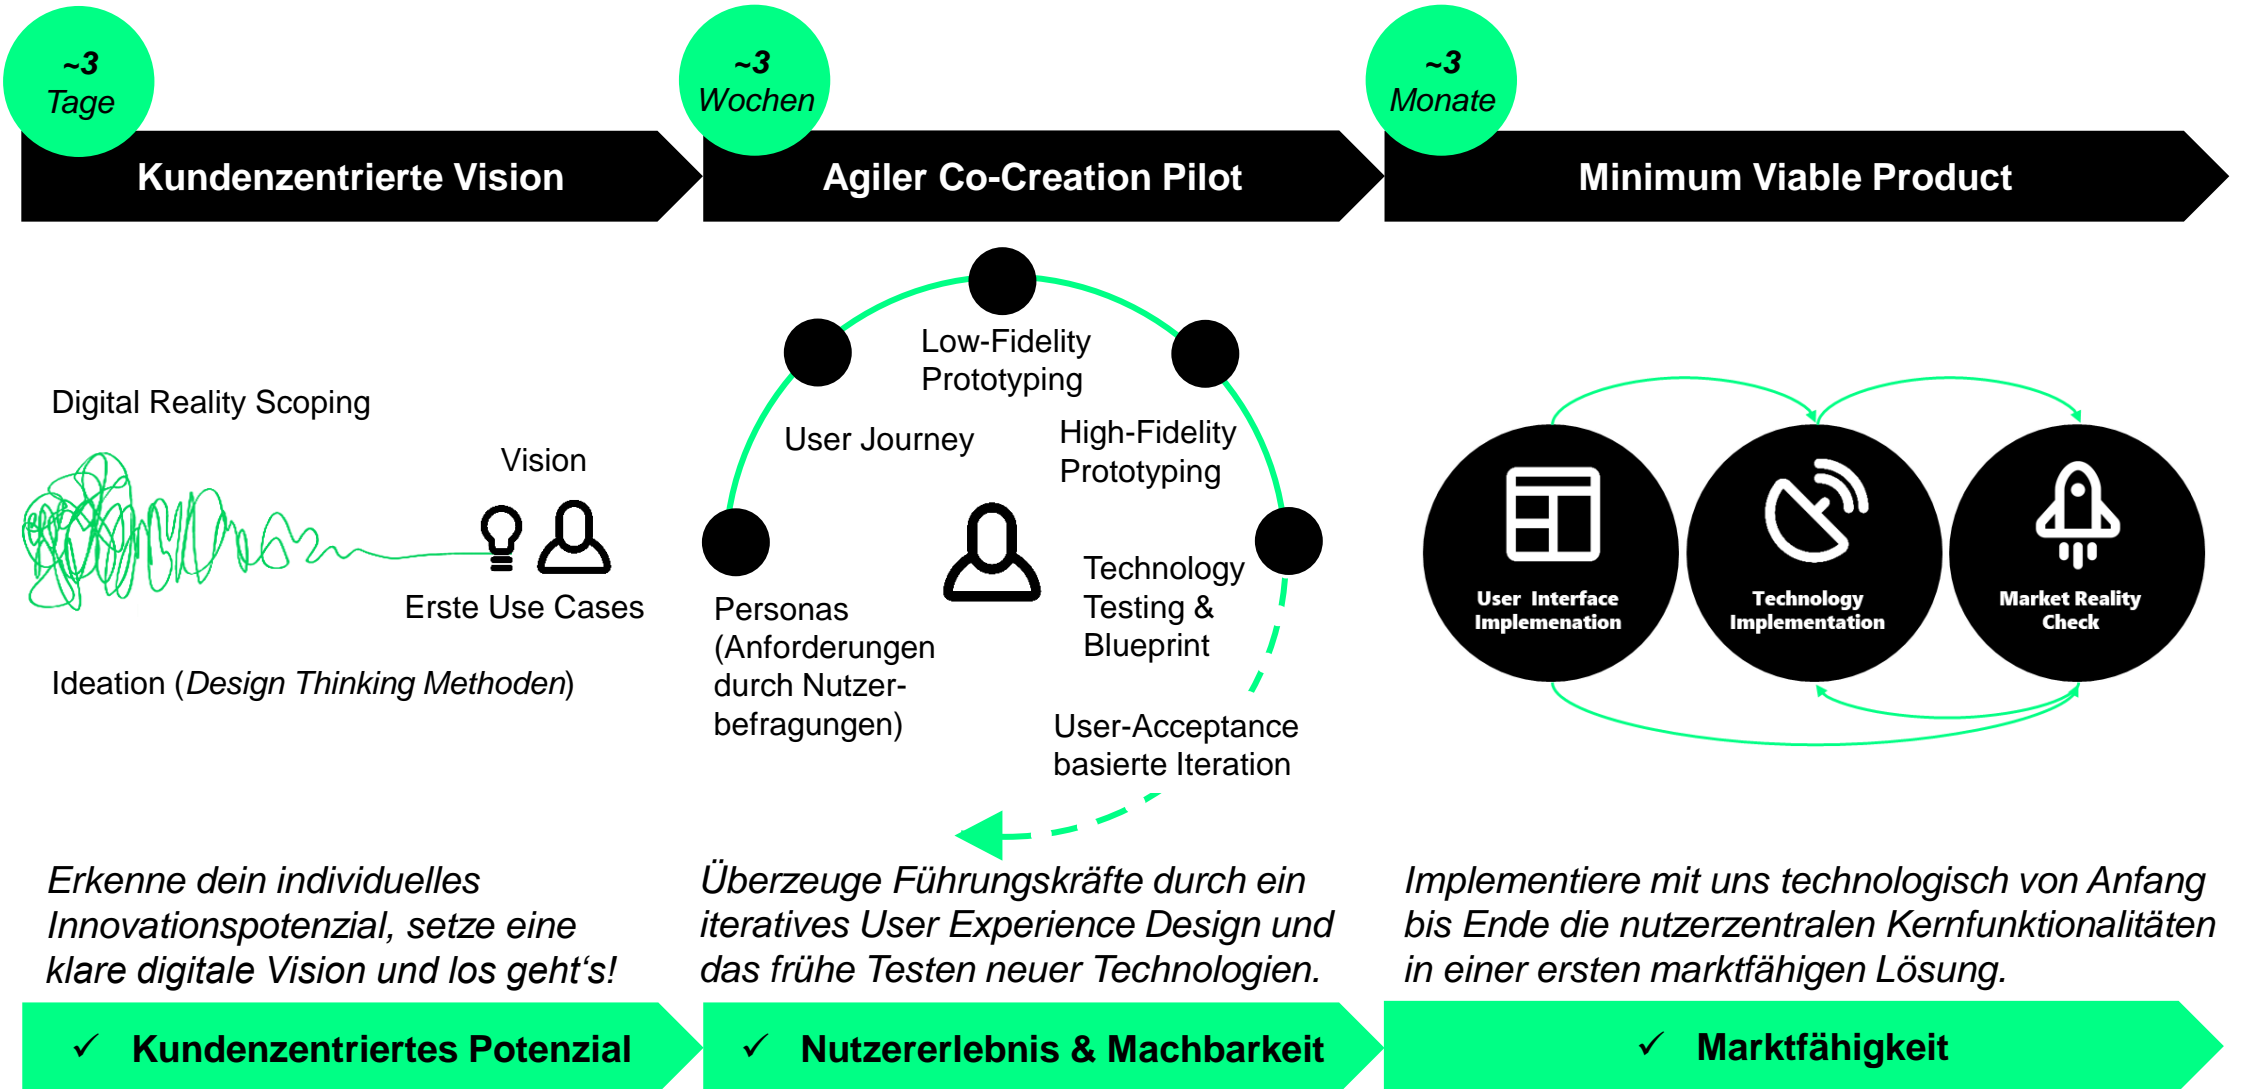 ~3
Tage
Kundenzentrierte Vision
~3
Wochen
Agiler Co-Creation Pilot
~3
Monate
Minimum Viable Product
Digital Reality Scoping
Vision
Erste Use Cases
Ideation (Design Thinking Methoden)
Low-Fidelity
Prototyping
User Journey
High-Fidelity
Prototyping
Personas
(Anforderungen
durch Nutzer-
befragungen)
Technology
Testing &
Blueprint
User-Acceptance
basierte Iteration
User Interface
Implemenation
Technology
Implementation
Market Reality
Check
Erkenne dein individuelles
Innovationspotenzial, setze eine
klare digitale Vision und los geht‘s!
Überzeuge Führungskräfte durch ein
iteratives User Experience Design und
das frühe Testen neuer Technologien.
Implementiere mit uns technologisch von Anfang
bis Ende die nutzerzentralen Kernfunktionalitäten
in einer ersten marktfähigen Lösung.
✓ Kundenzentriertes Potenzial
✓ Nutzererlebnis & Machbarkeit
✓ Marktfähigkeit